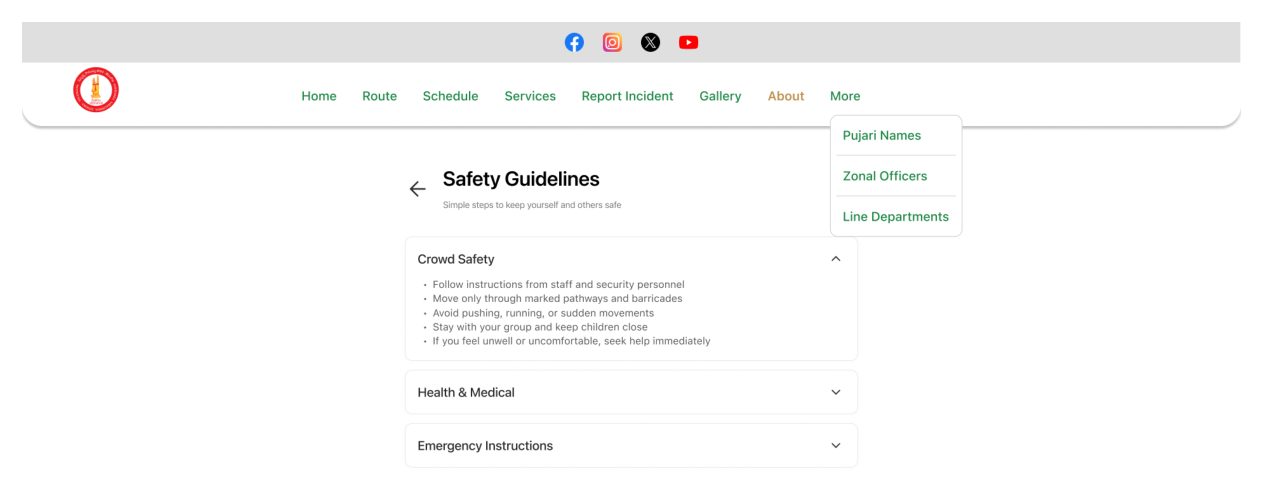 Home Route Schedule Services Report Incident Gallery About More
Pujari Names
Zonal Officers
Line Departments
Safety Guidelines
Simple steps to keep yourself and others safe
Crowd Safety
• Follow instructions from staff and security personnel
• Move only through marked pathways and barricades
• Avoid pushing, running, or sudden movements
• Stay with your group and keep children close
• If you feel unwell or uncomfortable, seek help immediately
Health & Medical
Emergency Instructions